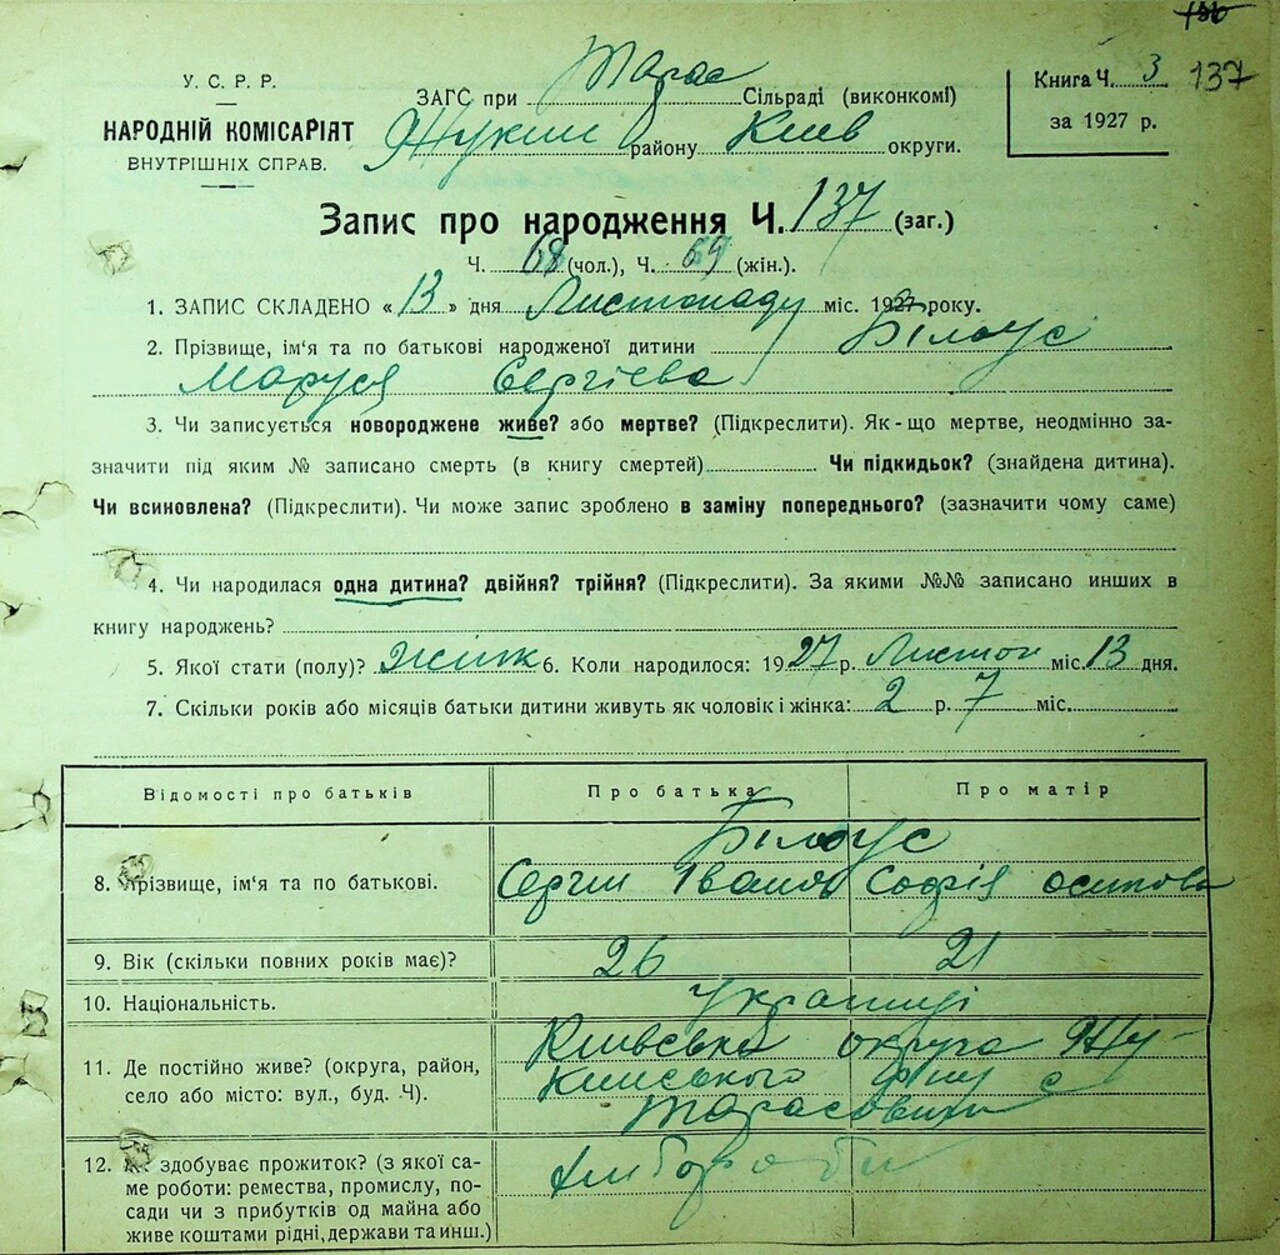 136
У. С. Р. Р.
НАРОДНІЙ КОМІСАРІЯТ
ВНУТРІШНІХ СПРАВ.
ЗАГС при Тарас Сільраді (виконкомі)
Жукин району Киев округи.
Книга Ч. 3 137
за 1927 р.
Запис про народження Ч. 137 (заг.)
Ч. 68 (чол.), Ч. 69 (жін.).
1. ЗАПИС СКЛАДЕНО «13» дня Листопаду міс. 1927 року.
2. Прізвище, ім'я та по батькові народженої дитини Білоус
Маруся Сергієва
3. Чи записується новороджене живе? або мертве? (Підкреслити). Як-що мертве, неодмінно за-
значити під яким № записано смерть (в книгу смертей) Чи підкидьок? (знайдена дитина).
Чи всиновлена? (Підкреслити). Чи може запис зроблено в заміну попереднього? (зазначити чому саме)
4. Чи народилася одна дитина? двійня? трійня? (Підкреслити). За якими №№ записано инших в
книгу народжень?
5. Якої стати (полу)? Жінк 6. Коли народилося: 1927 р. Листоп міс. 13 дня.
7. Скільки років або місяців батьки дитини живуть як чоловік і жінка: 2 р. 7 міс.
Відомості про батьків Про батька Про матір
Білоус
8. Прізвище, ім'я та по батькові. Сергій Іванов Софія осипова
9. Вік (скільки повних років має)? 26 21
10. Національність. Українці
11. Де постійно живе? (округа, район, село або місто: вул., буд. Ч). Київська округа Жу-
кинського р-ну с
Тарасовичи
12. Як здобуває прожиток? (з якої са-
ме роботи: ремества, промислу, по-
сади чи з прибутків од майна або
живе коштами рідні, держави та инш.)
Хлібороби